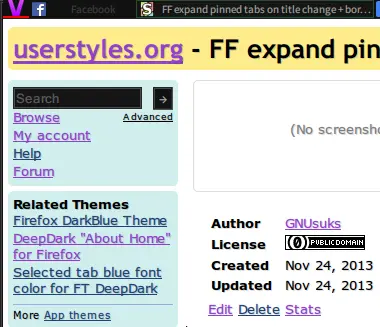 Facebook
FF expand pinned tabs on title change + bor...
userstyles.org - FF expand pin
Search
Advanced
Browse
My account
Help
Forum
(No screensho
Related Themes
Firefox DarkBlue Theme
DeepDark "About Home"
for Firefox
Selected tab blue font
color for FT DeepDark
More App themes
Author GNUsuks
License PUBLIC DOMAIN
Created Nov 24, 2013
Updated Nov 24, 2013
Edit Delete Stats